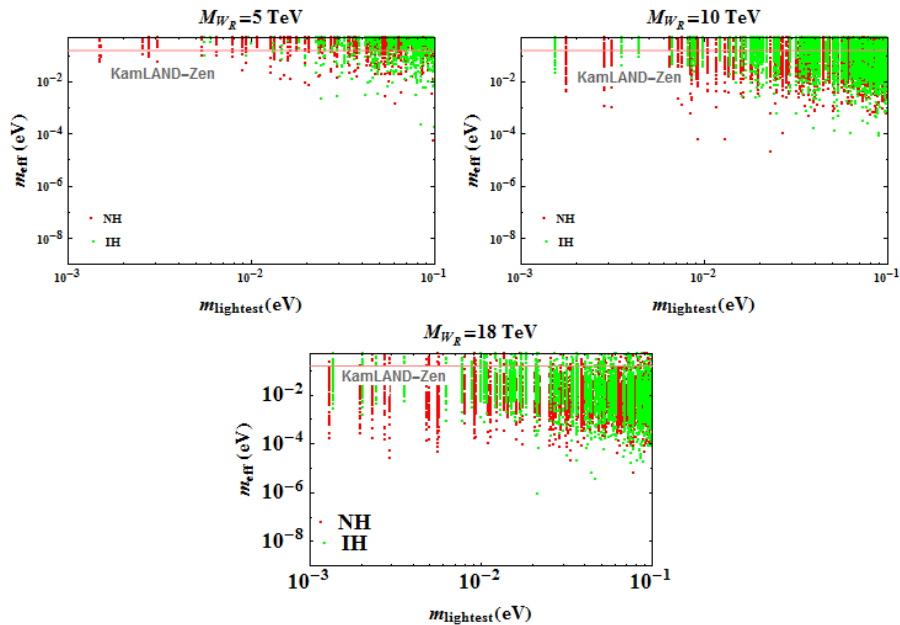 M_{W_R}=5 TeV
m_eff (eV)
10^-2
10^-4
10^-6
10^-8
KamLAND-Zen
NH
IH
10^-3
10^-2
10^-1
m_lightest(eV)
M_{W_R}=10 TeV
m_eff (eV)
10^-2
10^-4
10^-6
10^-8
KamLAND-Zen
NH
IH
10^-3
10^-2
10^-1
m_lightest(eV)
M_{W_R}=18 TeV
m_eff (eV)
10^-2
10^-4
10^-6
10^-8
KamLAND-Zen
NH
IH
10^-3
10^-2
10^-1
m_lightest(eV)